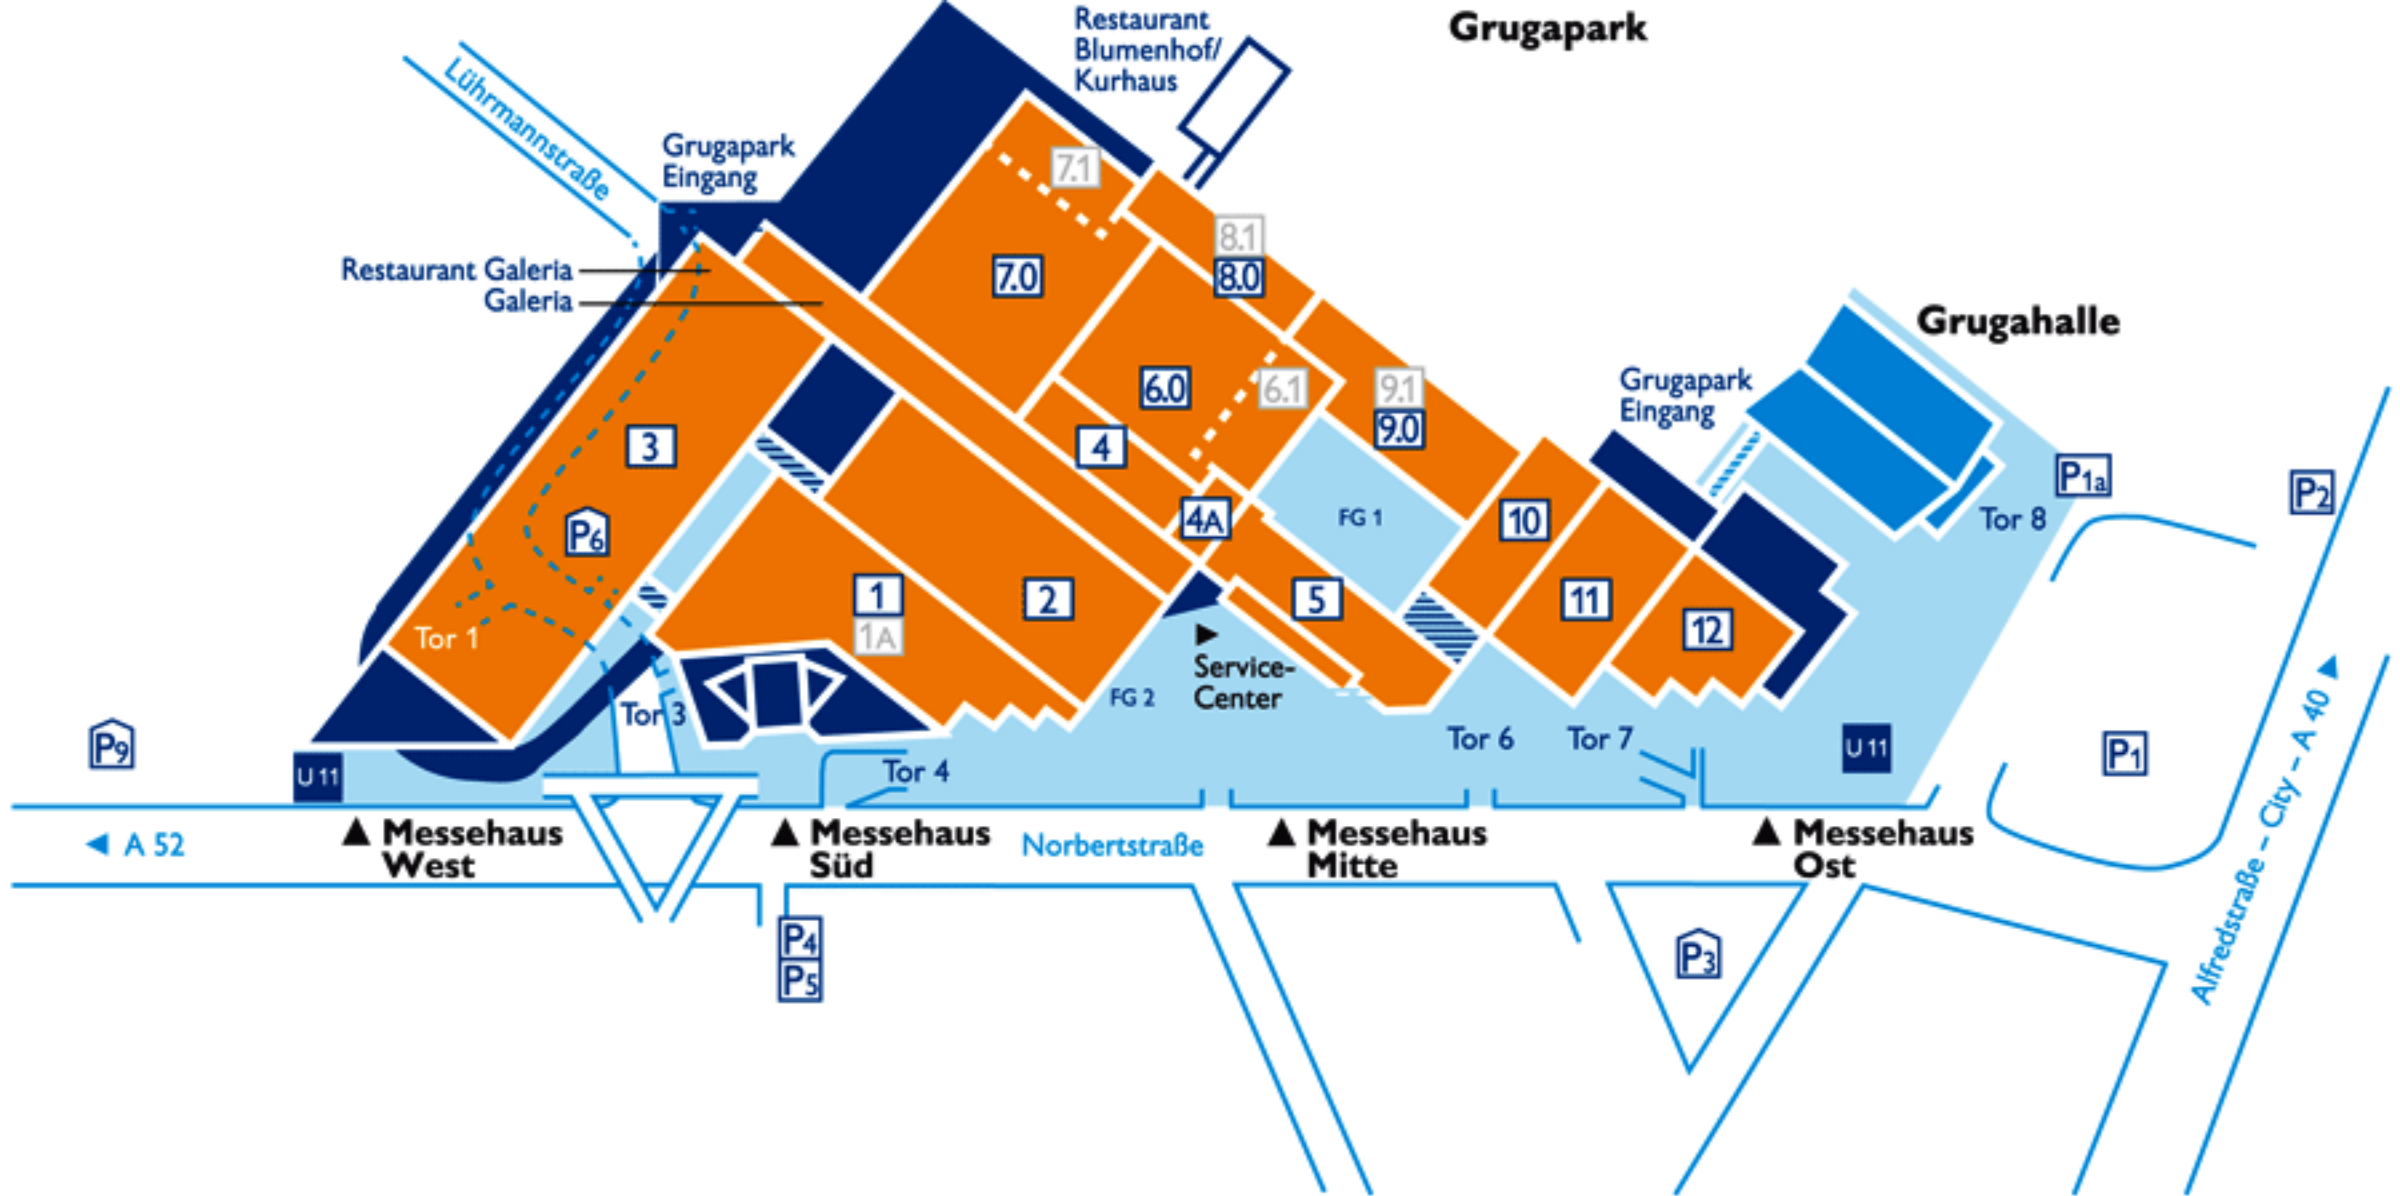 Restaurant
Blumenhof/
Kurhaus
Grugapark
Lührmannstraße
Grugapark
Eingang
7.1
8.1
8.0
7.0
Restaurant Galeria
Galeria
Grugahalle
Grugapark
Eingang
6.0
6.1
9.1
9.0
3
4
P1a
P2
4A
FG 1
10
Tor 8
P6
1
1A
2
5
11
12
Tor 1
Service-
Center
FG 2
Tor 3
Tor 6
Tor 7
U 11
P9
U 11
Tor 4
P1
A 52
Messehaus
West
Messehaus
Süd
Norbertstraße
Messehaus
Mitte
Messehaus
Ost
Alfredstraße – City – A 40
P4
P5
P3